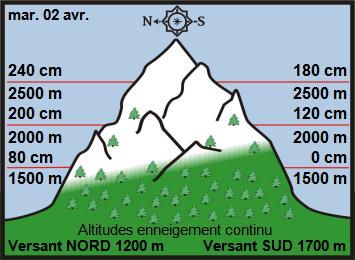 mar. 02 avr.
N S
240 cm 180 cm
2500 m 2500 m
200 cm 120 cm
2000 m 2000 m
80 cm 0 cm
1500 m 1500 m
Altitudes enneigement continu
Versant NORD 1200 m Versant SUD 1700 m